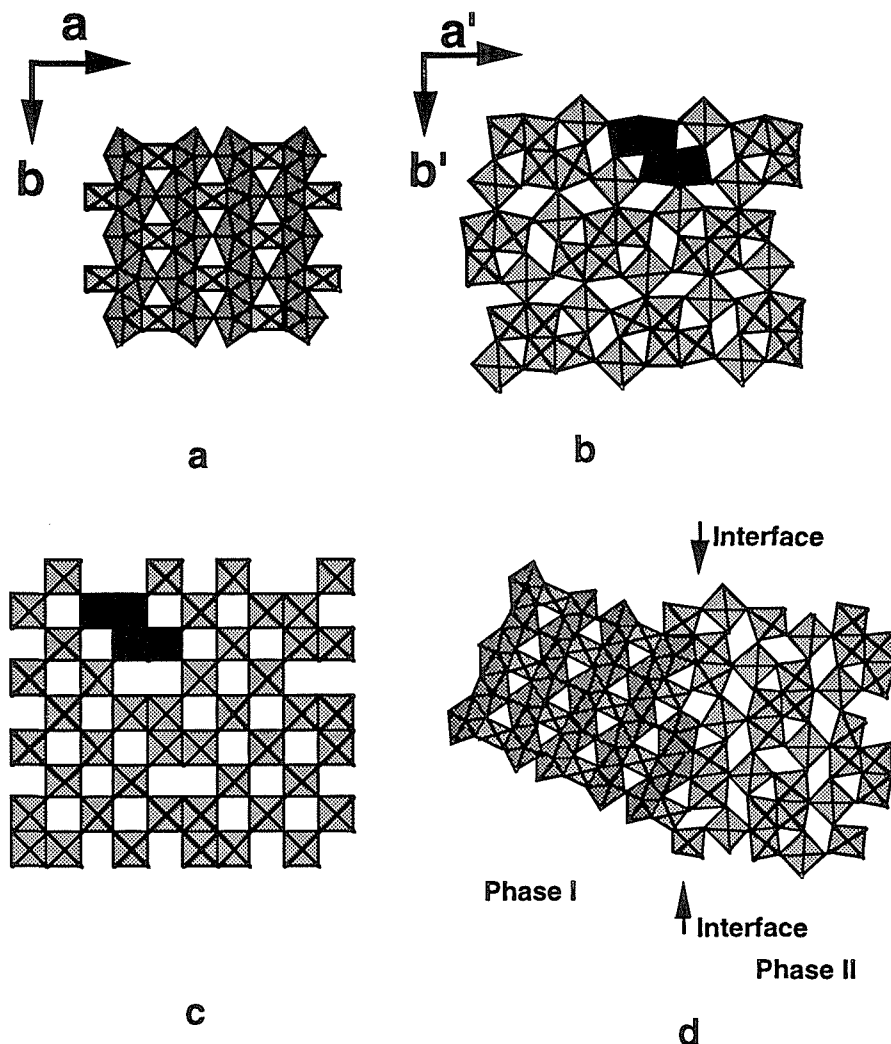 a
a'
b
b'
a
b
Interface
Phase I
Interface
Phase II
c
d